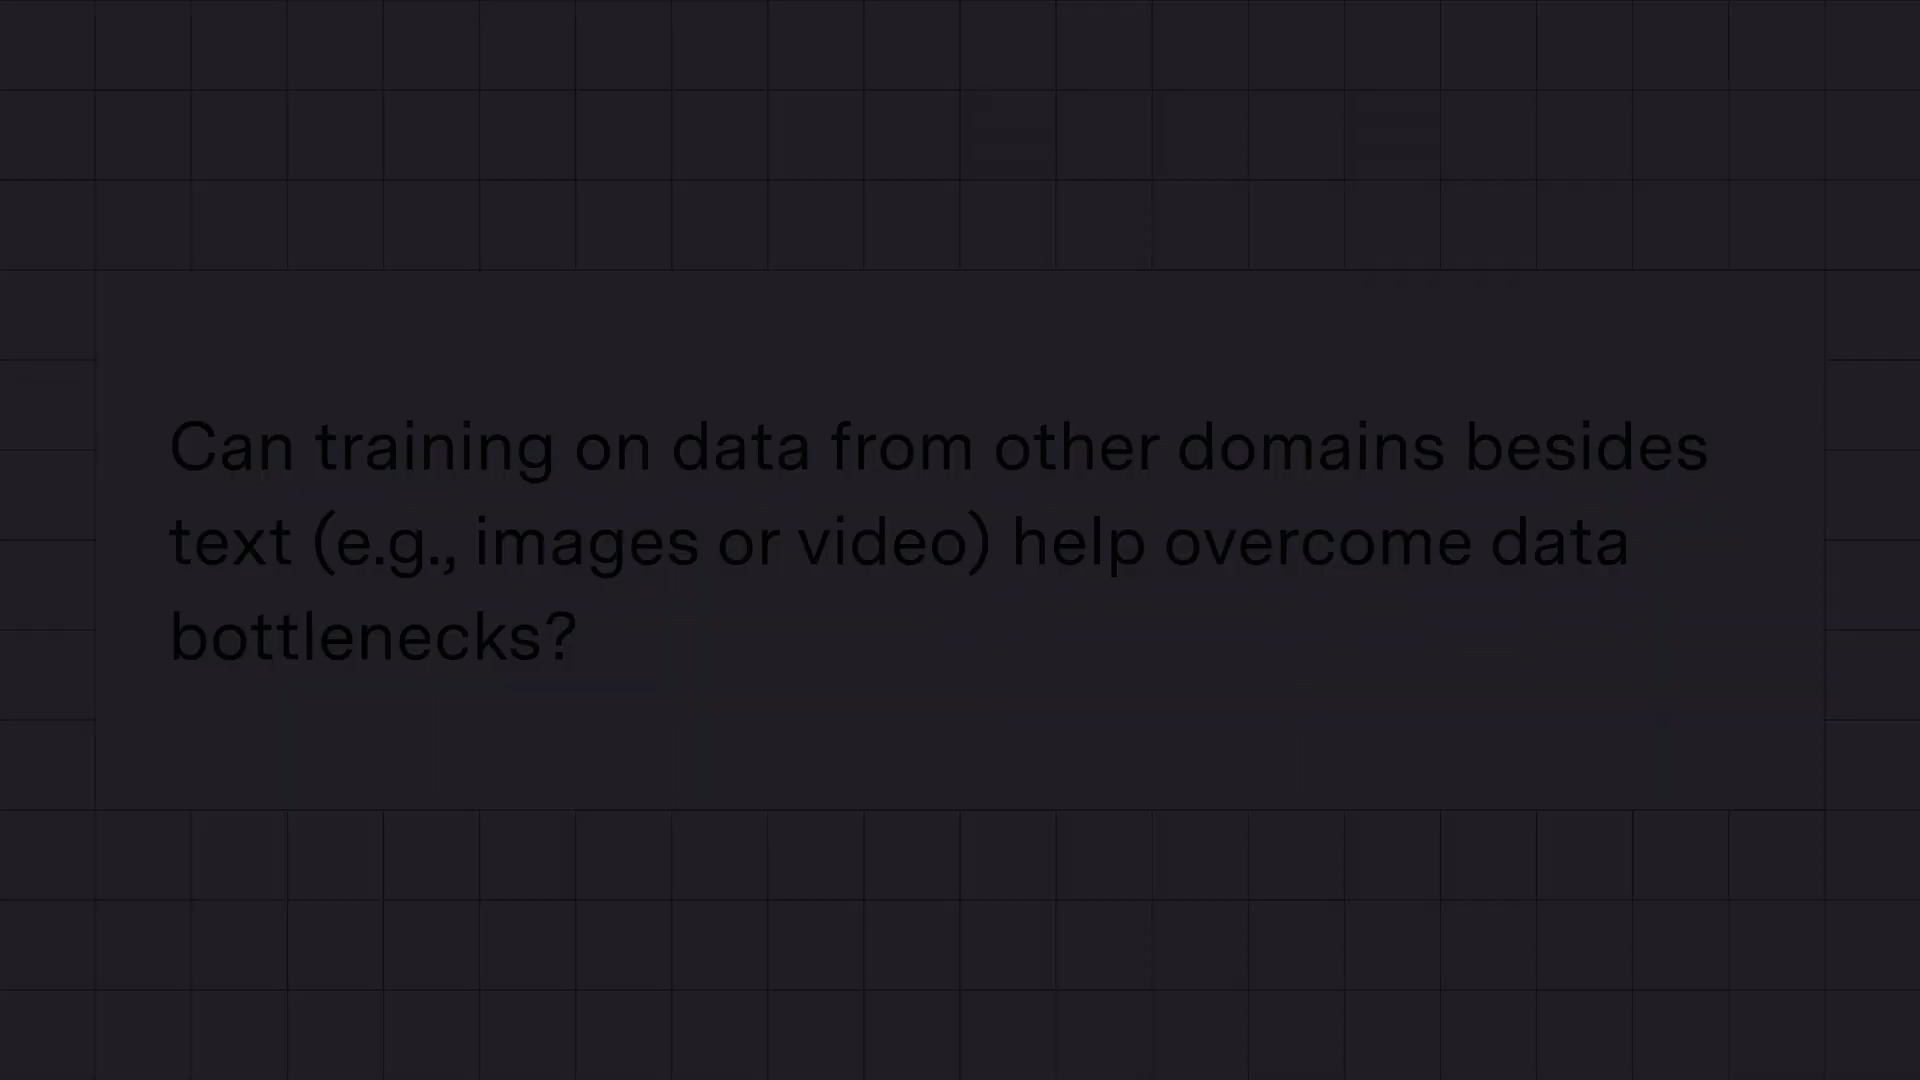 Can training on data from other domains besides
text (e.g., images or video) help overcome data
bottlenecks?